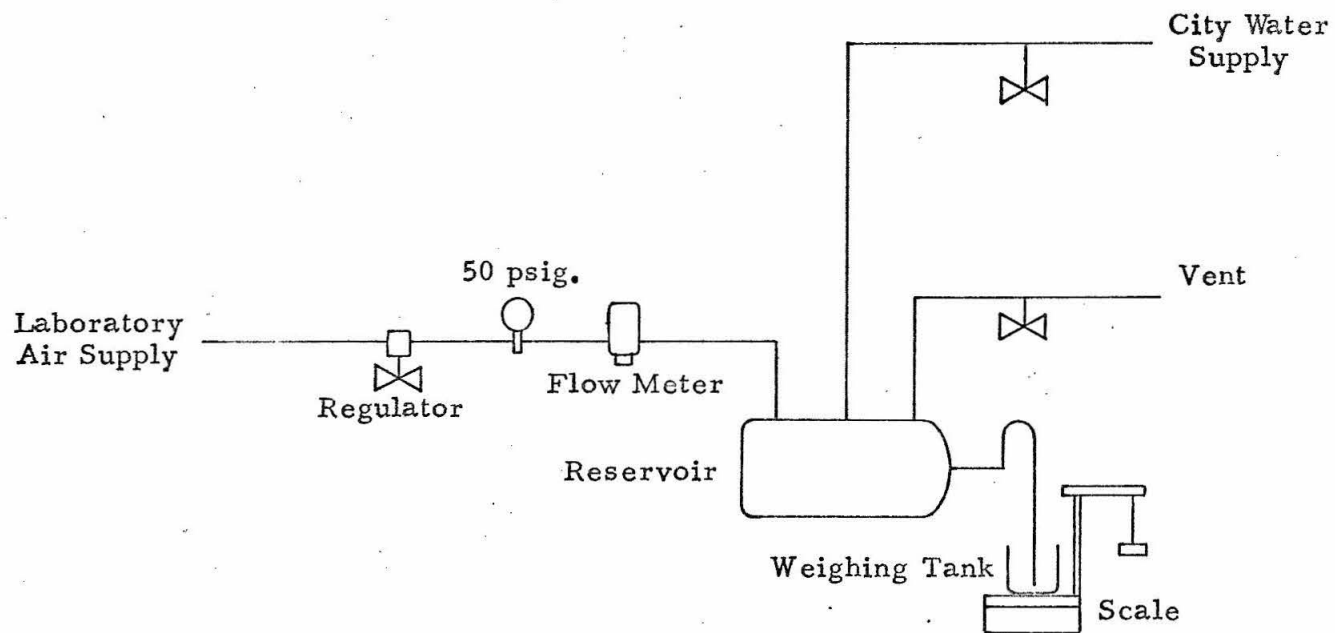 City Water
Supply
50 psig.
Vent
Laboratory
Air Supply
Flow Meter
Regulator
Reservoir
Weighing Tank
Scale